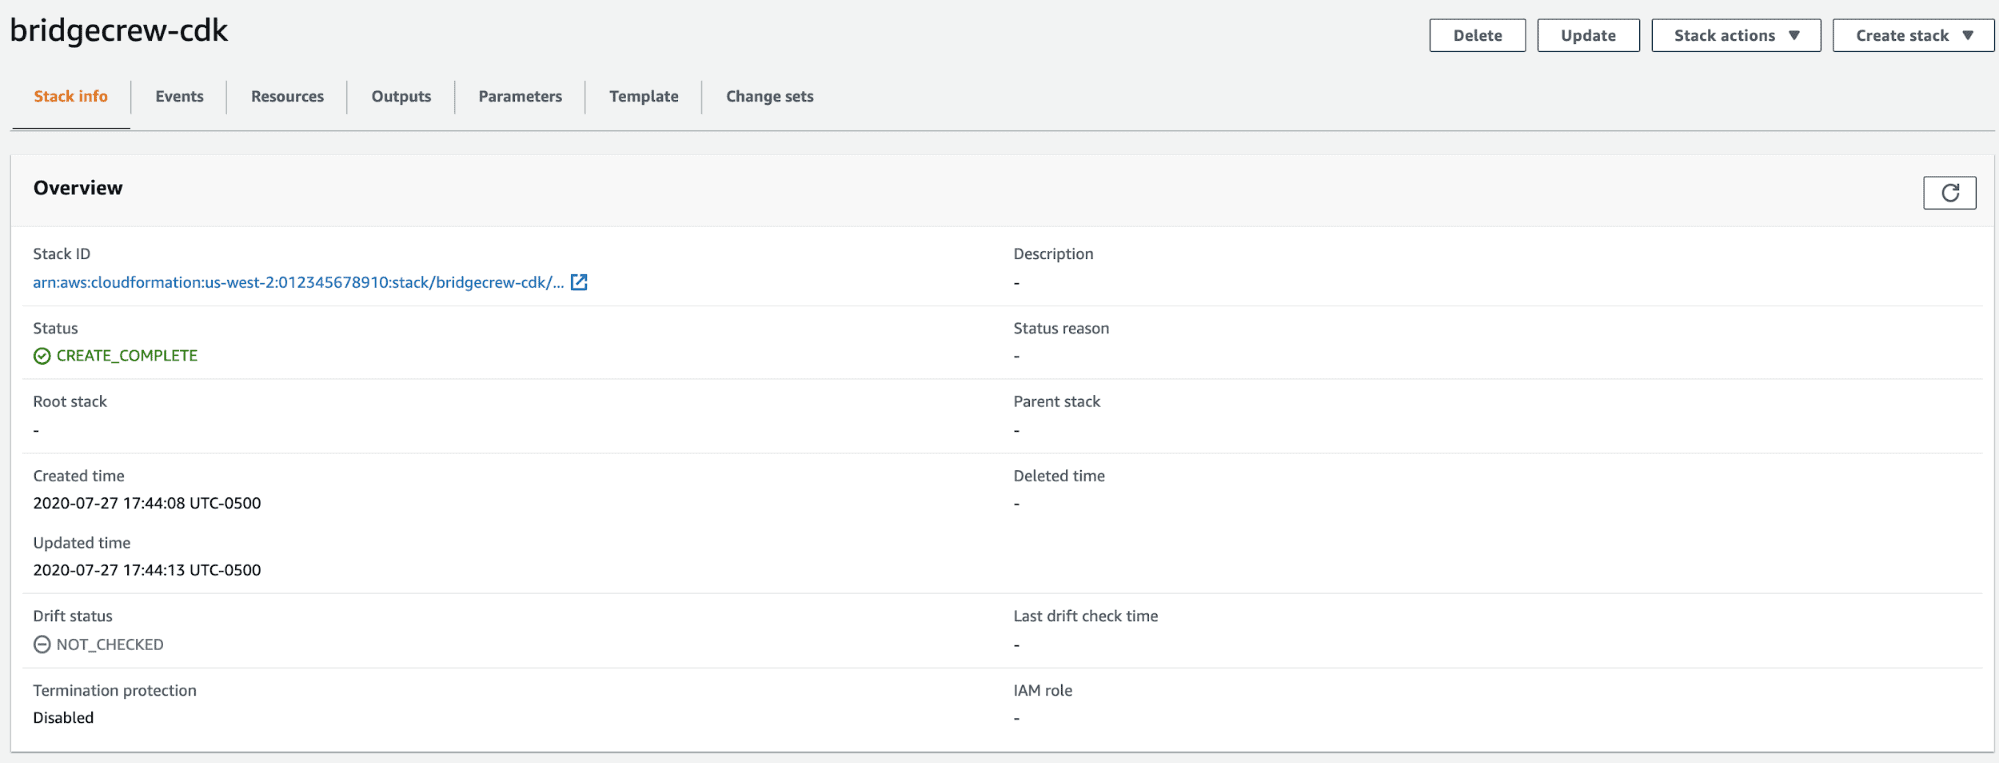 bridgecrew-cdk
Delete
Update
Stack actions ▼
Create stack ▼
Stack info
Events
Resources
Outputs
Parameters
Template
Change sets
Overview
Stack ID
Description
arn:aws:cloudformation:us-west-2:012345678910:stack/bridgecrew-cdk/...
-
Status
Status reason
CREATE_COMPLETE
-
Root stack
Parent stack
-
-
Created time
Deleted time
2020-07-27 17:44:08 UTC-0500
-
Updated time
2020-07-27 17:44:13 UTC-0500
Drift status
Last drift check time
NOT_CHECKED
-
Termination protection
IAM role
Disabled
-